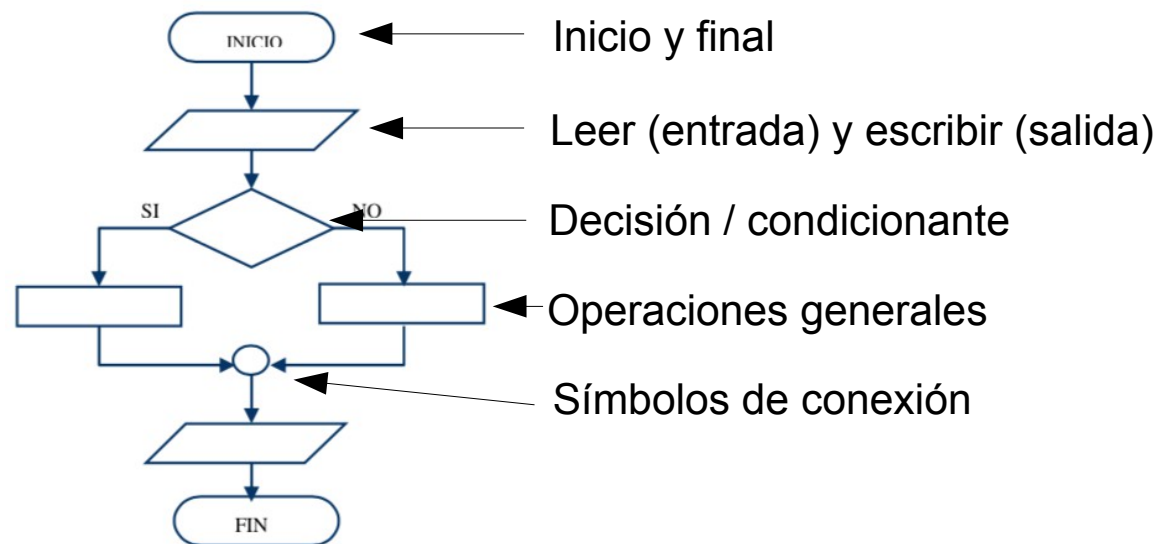 INICIO
Inicio y final
Leer (entrada) y escribir (salida)
SI
NO
Decisión / condicionante
Operaciones generales
Símbolos de conexión
FIN